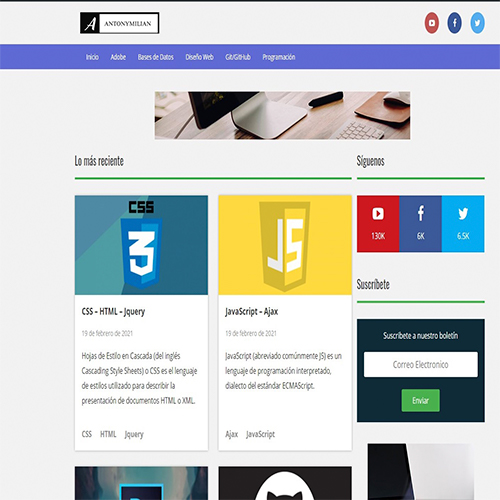 A ANTONYMILIAN
Inicio Adobe Bases de Datos Diseño Web Git/GitHub Programación
Lo más reciente
Síguenos
CSS
3
JS
130K
6K
6.5K
CSS – HTML – Jquery
19 de febrero de 2021
Hojas de Estilo en Cascada (del inglés
Cascading Style Sheets) o CSS es el lenguaje
de estilos utilizado para describir la
presentación de documentos HTML o XML.
CSS HTML Jquery
JavaScript – Ajax
19 de febrero de 2021
JavaScript (abreviado comúnmente JS) es un
lenguaje de programación interpretado,
dialecto del estándar ECMAScript.
Ajax JavaScript
Suscríbete
Suscríbete a nuestro boletín
Correo Electronico
Enviar